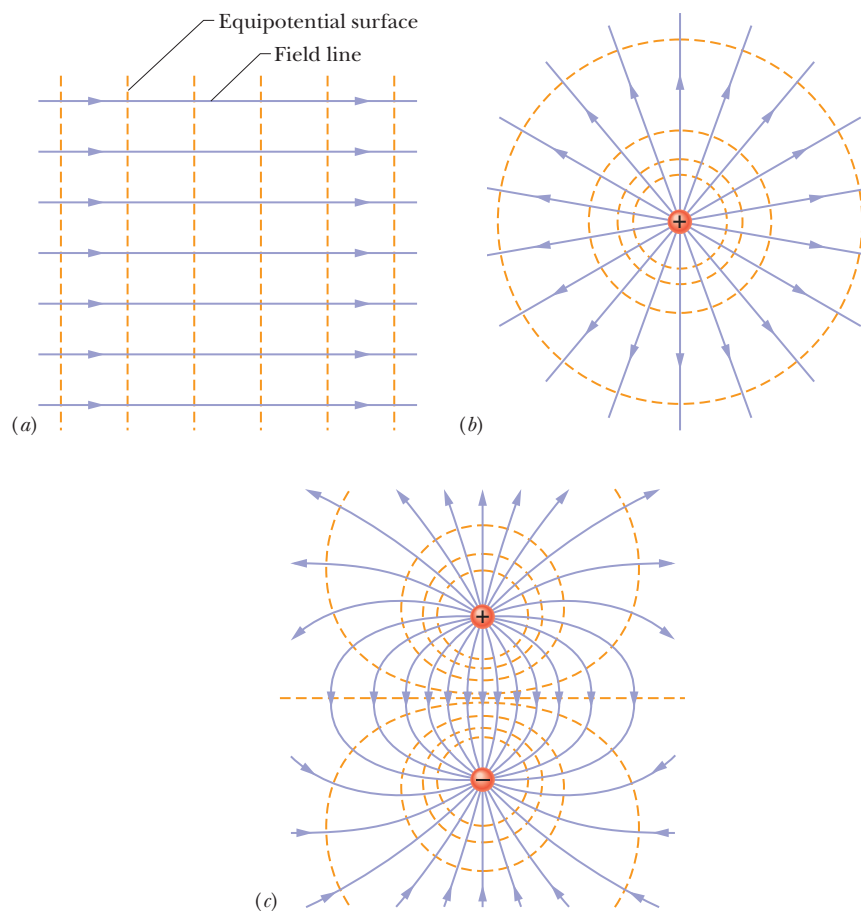 Equipotential surface
Field line
(a)
(b)
+
+
−
(c)